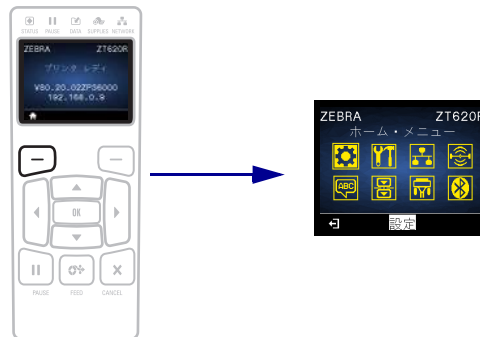 STATUS PAUSE DATA SUPPLIES NETWORK
ZEBRA ZT620R
プリンタ レディ
V80.20.02ZP36000
192.168.0.9
OK
PAUSE FEED CANCEL
ZEBRA ZT620R
ホーム・メニュー
ABC
設定